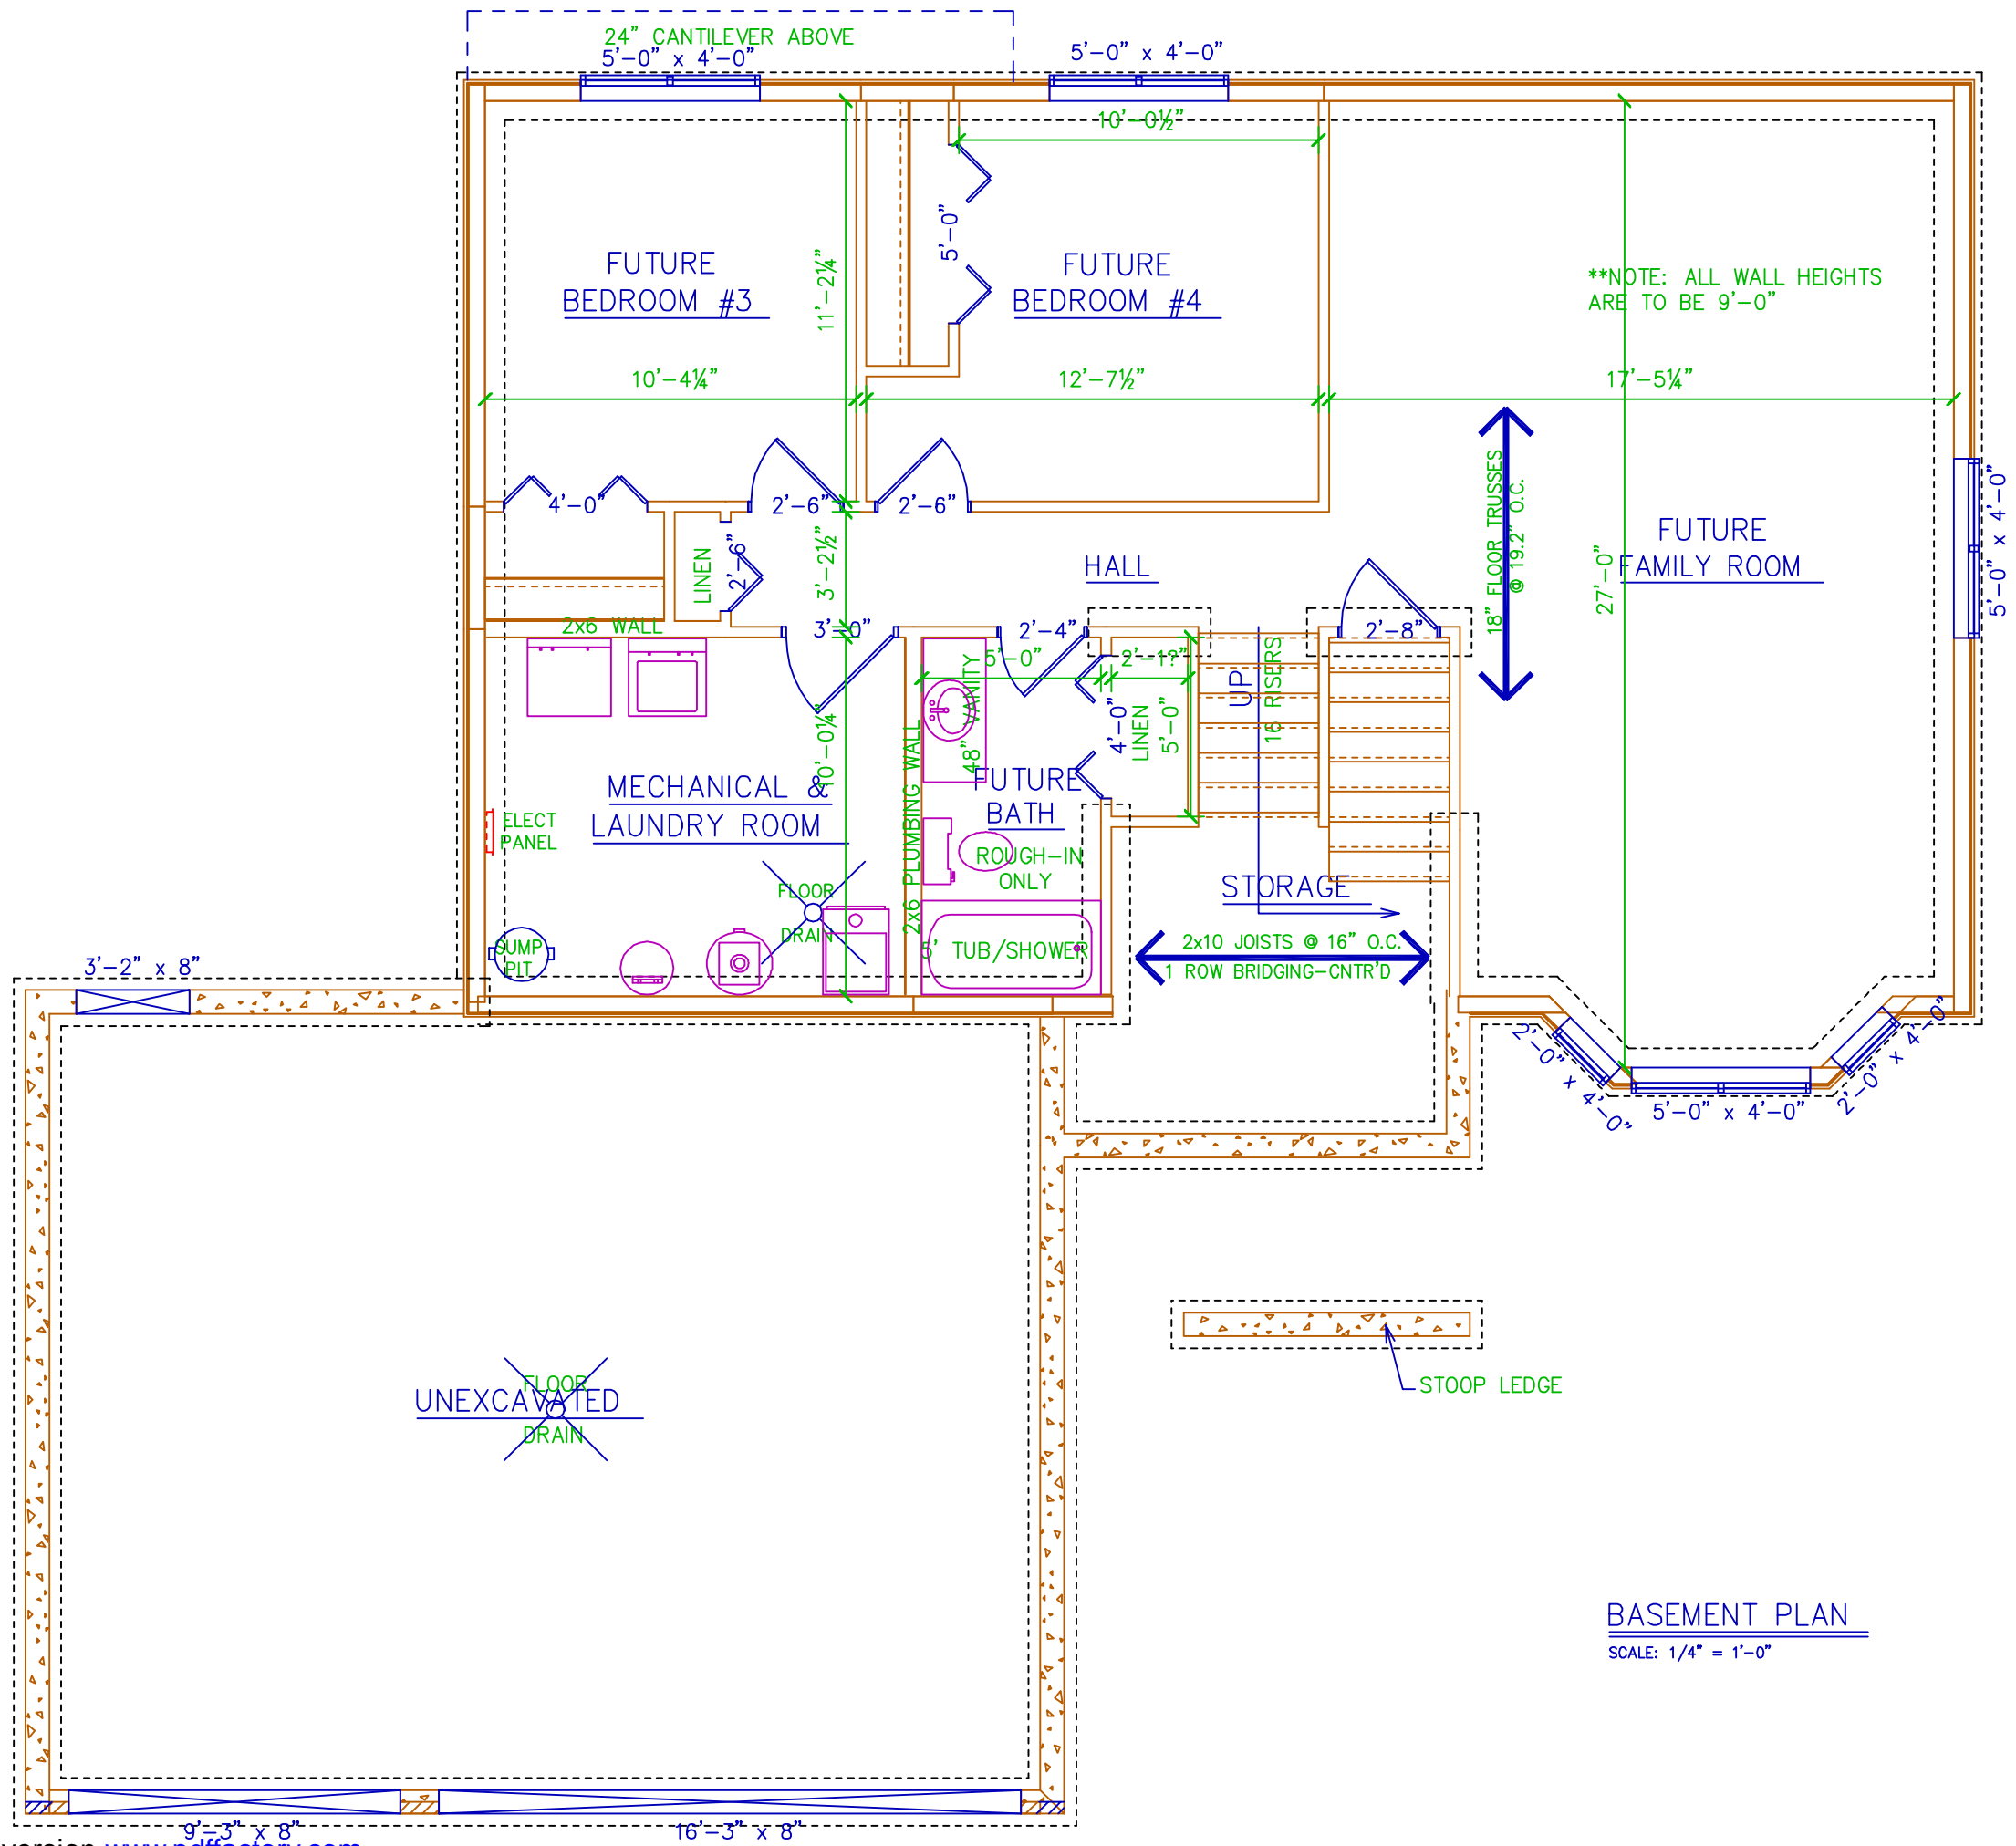 24" CANTILEVER ABOVE
5'-0" x 4'-0"
5'-0" x 4'-0"
10'-0½"
5'-0"
11'-2¼"
FUTURE
BEDROOM #3
FUTURE
BEDROOM #4
**NOTE: ALL WALL HEIGHTS
ARE TO BE 9'-0"
10'-4¼"
12'-7½"
17'-5¼"
4'-0"
2'-6"
2'-6"
18" FLOOR TRUSSES
@ 19.2" O.C.
5'-0" x 4'-0"
LINEN
2'-6"
3'-2½"
HALL
27'-0"
FUTURE
FAMILY ROOM
2x6 WALL
3'-0"
2'-4"
2'-8"
5'-0"
2'-1?"
48" VANITY
4'-0"
LINEN
5'-0"
UP
16 RISERS
10'-0¼"
2x6 PLUMBING WALL
MECHANICAL &
LAUNDRY ROOM
FUTURE
BATH
ELECT
PANEL
ROUGH-IN
ONLY
FLOOR
DRAIN
STORAGE
SUMP
PIT
5' TUB/SHOWER
2x10 JOISTS @ 16" O.C.
1 ROW BRIDGING-CNTR'D
3'-2" x 8"
2'-0" x 4'-0"
5'-0" x 4'-0"
2'-0" x 4'-0"
STOOP LEDGE
FLOOR
UNEXCAVATED
DRAIN
BASEMENT PLAN
SCALE: 1/4" = 1'-0"
9'-3" x 8"
16'-3" x 8"
version www.pdffactory.com